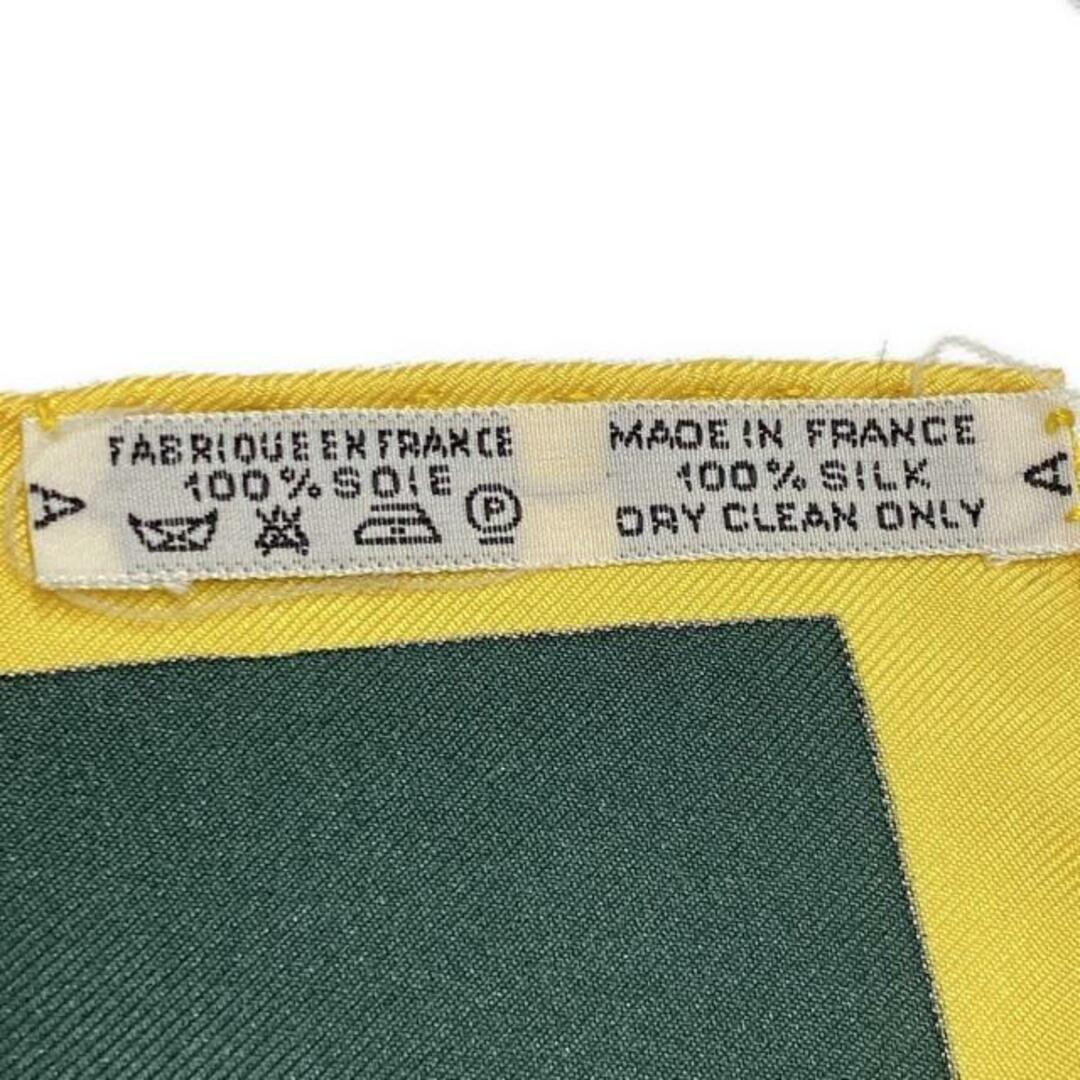 FABRIQUE EN FRANCE
100% SOIE
P
MADE IN FRANCE
100% SILK
DRY CLEAN ONLY
A
A